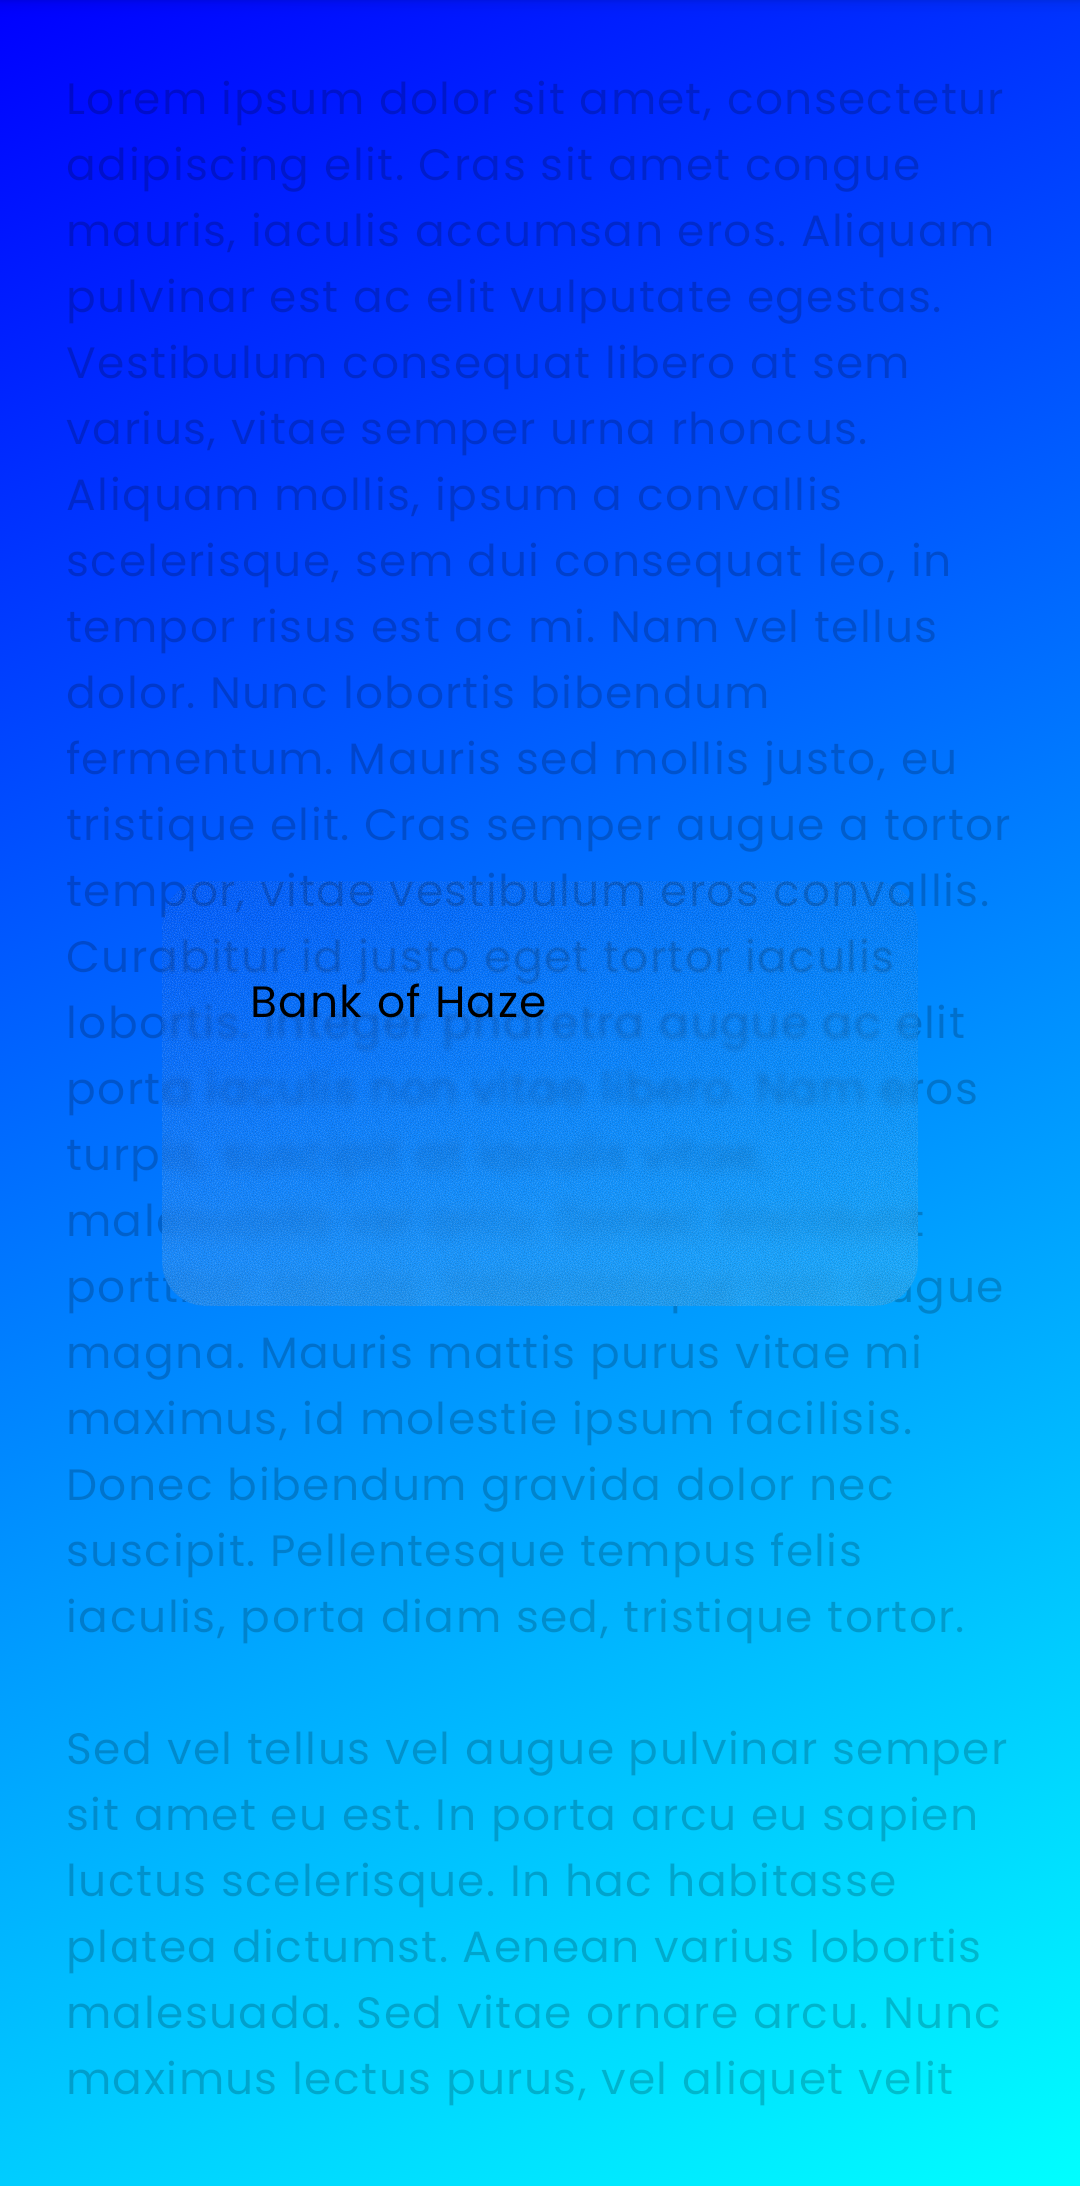 Lorem ipsum dolor sit amet, consectetur
adipiscing elit. Cras sit amet congue
mauris, iaculis accumsan eros. Aliquam
pulvinar est ac elit vulputate egestas.
Vestibulum consequat libero at sem
varius, vitae semper urna rhoncus.
Aliquam mollis, ipsum a convallis
scelerisque, sem dui consequat leo, in
tempor risus est ac mi. Nam vel tellus
dolor. Nunc lobortis bibendum
fermentum. Mauris sed mollis justo, eu
tristique elit. Cras semper augue a tortor
tempor, vitae vestibulum eros convallis.
Curabitur id justo eget tortor iaculis
Bank of Haze
lobortis. Integer pharetra augue ac elit
porta iaculis non vitae libero. Nam eros
turpis, suscipit at iaculis vitae,
magna. Mauris mattis purus vitae mi
maximus, id molestie ipsum facilisis.
Donec bibendum gravida dolor nec
suscipit. Pellentesque tempus felis
iaculis, porta diam sed, tristique tortor.
Sed vel tellus vel augue pulvinar semper
sit amet eu est. In porta arcu eu sapien
luctus scelerisque. In hac habitasse
platea dictumst. Aenean varius lobortis
malesuada. Sed vitae ornare arcu. Nunc
maximus lectus purus, vel aliquet velit